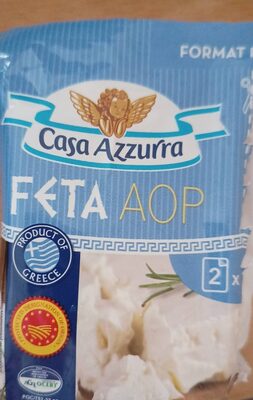 FORMAT
Casa Azzurra
FETA AOP
PRODUCT OF
GREECE
2 x